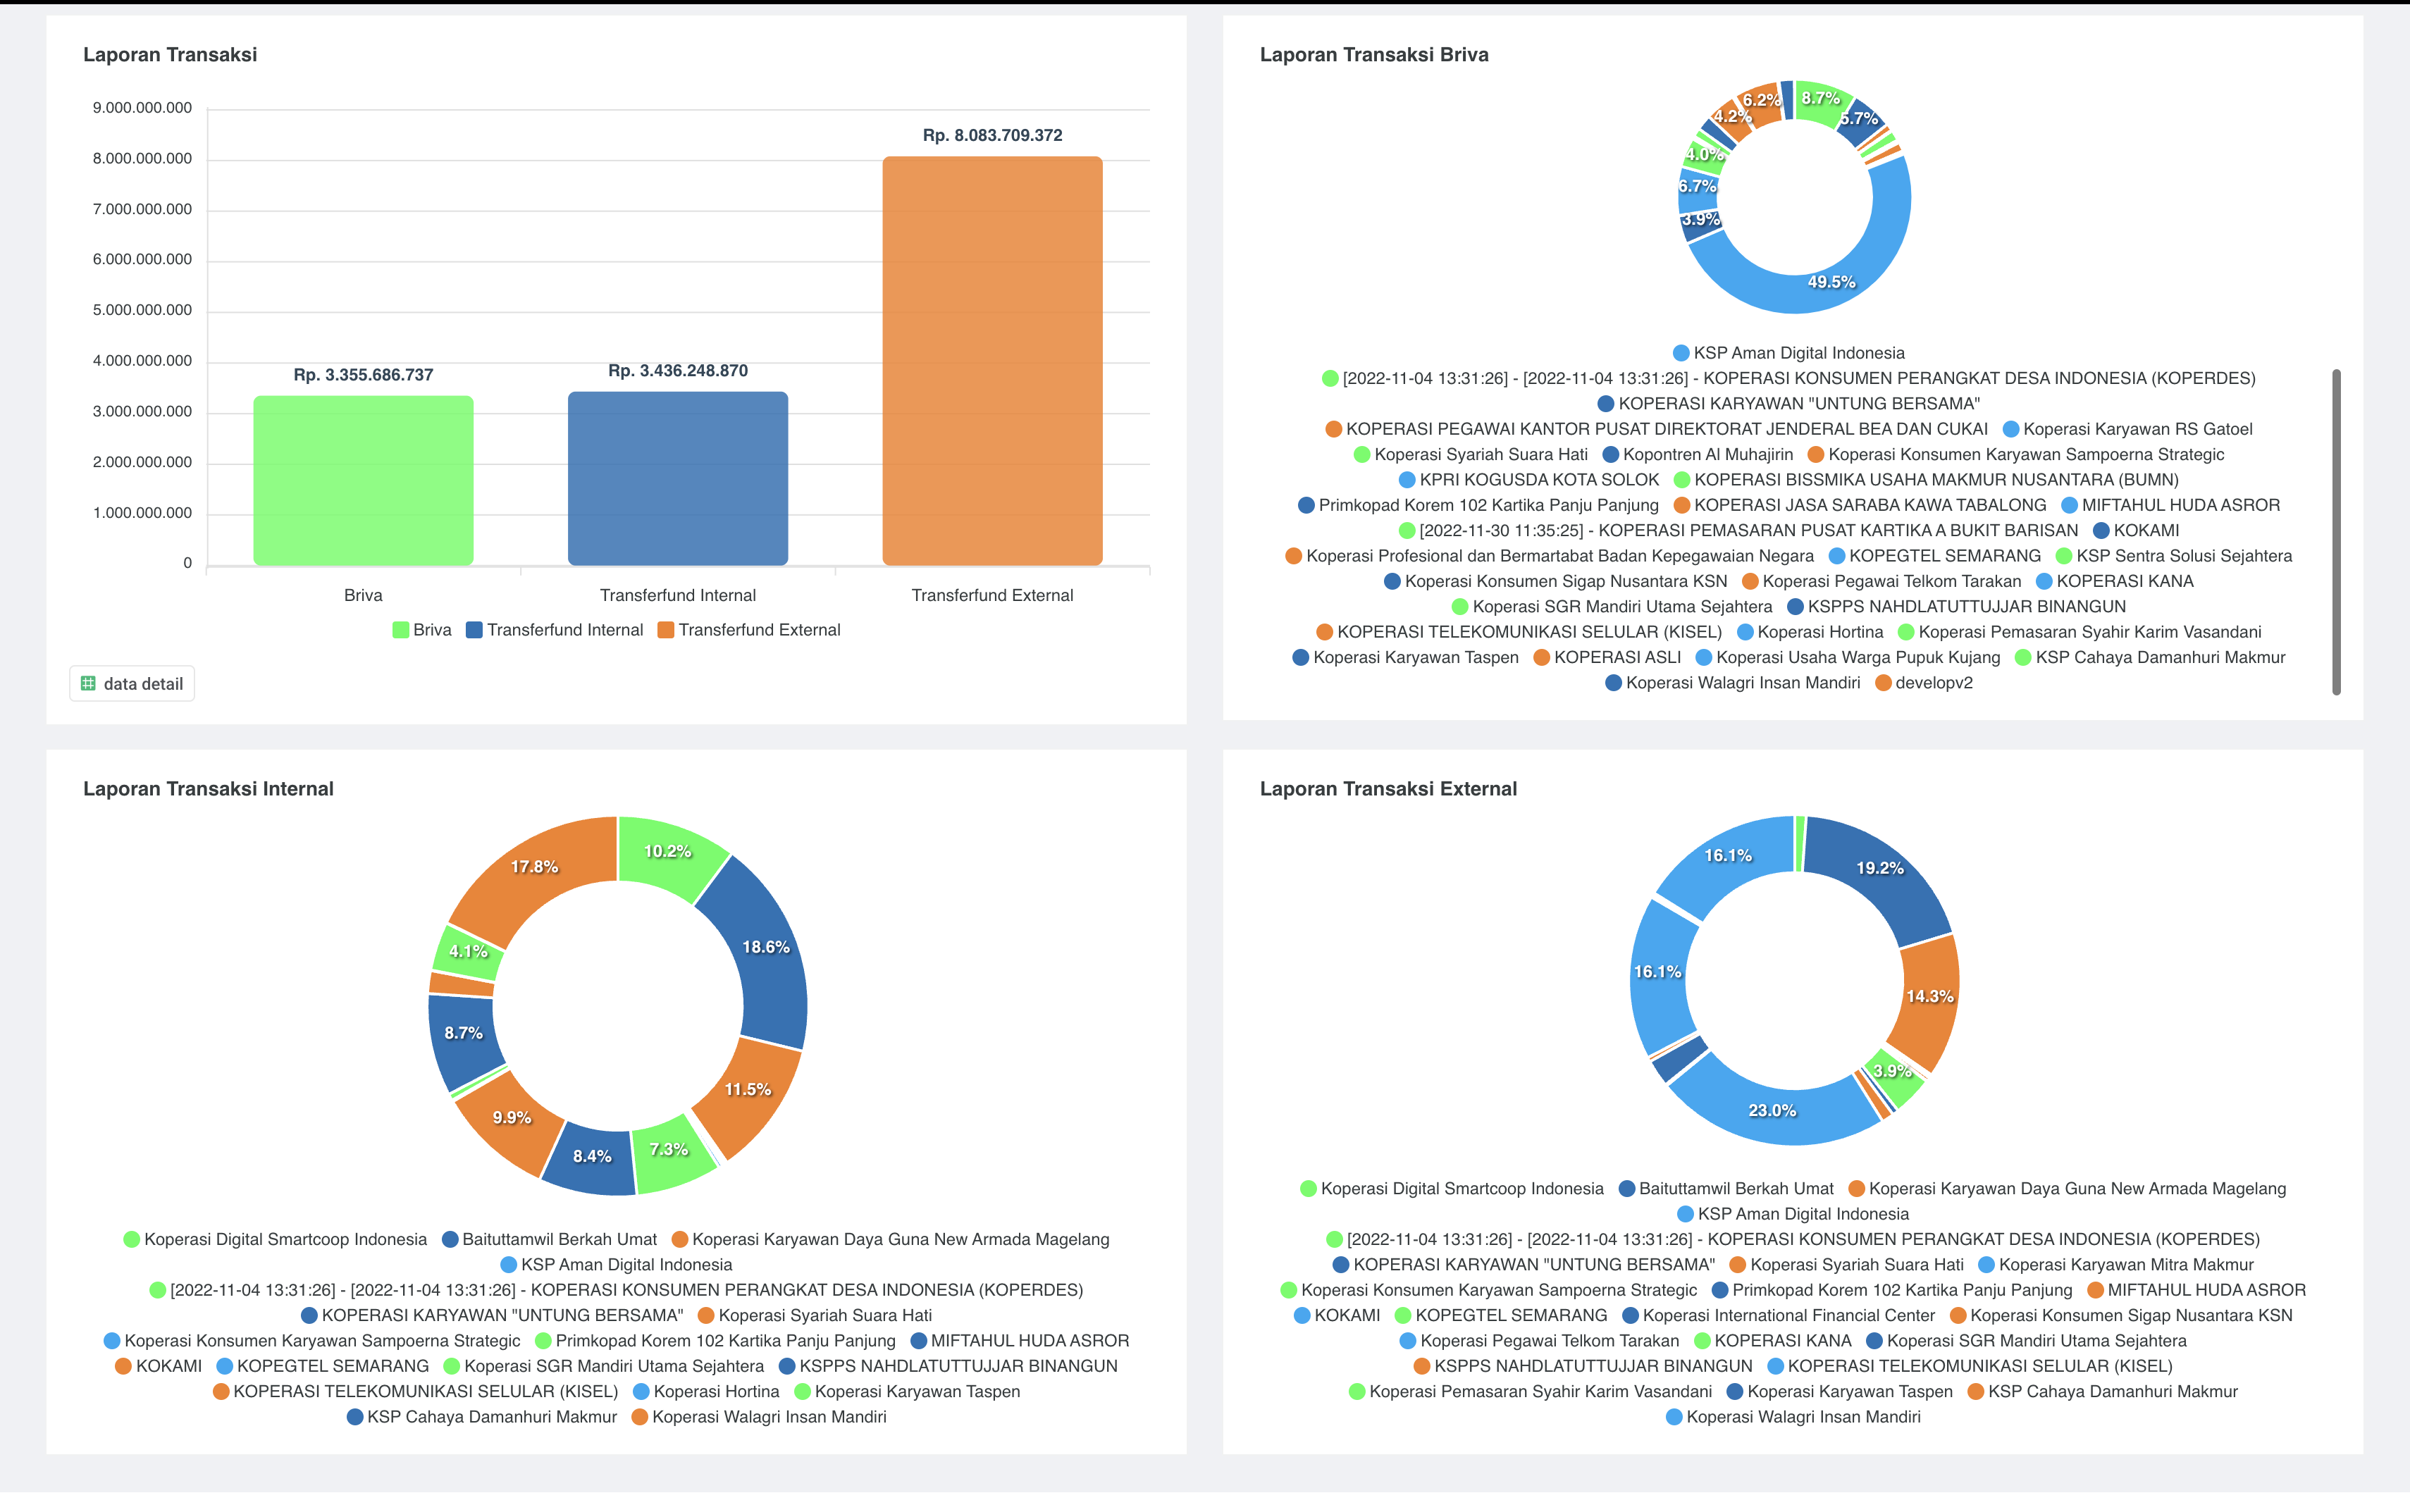 Laporan Transaksi
9.000.000.000
8.000.000.000
7.000.000.000
6.000.000.000
5.000.000.000
4.000.000.000
3.000.000.000
2.000.000.000
1.000.000.000
0
Rp. 3.355.686.737
Rp. 3.436.248.870
Rp. 8.083.709.372
Briva Transferfund Internal Transferfund External
Briva Transferfund Internal Transferfund External
data detail
Laporan Transaksi Briva
8.7%
5.7%
49.5%
3.9%
6.7%
4.0%
4.2%
6.2%
KSP Aman Digital Indonesia
[2022-11-04 13:31:26] - [2022-11-04 13:31:26] - KOPERASI KONSUMEN PERANGKAT DESA INDONESIA (KOPERDES)
KOPERASI KARYAWAN "UNTUNG BERSAMA"
KOPERASI PEGAWAI KANTOR PUSAT DIREKTORAT JENDERAL BEA DAN CUKAI Koperasi Karyawan RS Gatoel
Koperasi Syariah Suara Hati Kopontren Al Muhajirin Koperasi Konsumen Karyawan Sampoerna Strategic
KPRI KOGUSDA KOTA SOLOK KOPERASI BISSMIKA USAHA MAKMUR NUSANTARA (BUMN)
Primkopad Korem 102 Kartika Panju Panjung KOPERASI JASA SARABA KAWA TABALONG MIFTAHUL HUDA ASROR
[2022-11-30 11:35:25] - KOPERASI PEMASARAN PUSAT KARTIKA A BUKIT BARISAN KOKAMI
Koperasi Profesional dan Bermartabat Badan Kepegawaian Negara KOPEGTEL SEMARANG KSP Sentra Solusi Sejahtera
Koperasi Konsumen Sigap Nusantara KSN Koperasi Pegawai Telkom Tarakan KOPERASI KANA
Koperasi SGR Mandiri Utama Sejahtera KSPPS NAHDLATUTTUJJAR BINANGUN
KOPERASI TELEKOMUNIKASI SELULAR (KISEL) Koperasi Hortina Koperasi Pemasaran Syahir Karim Vasandani
Koperasi Karyawan Taspen KOPERASI ASLI Koperasi Usaha Warga Pupuk Kujang KSP Cahaya Damanhuri Makmur
Koperasi Walagri Insan Mandiri developv2
Laporan Transaksi Internal
10.2%
18.6%
11.5%
7.3%
8.4%
9.9%
8.7%
4.1%
17.8%
Koperasi Digital Smartcoop Indonesia Baituttamwil Berkah Umat Koperasi Karyawan Daya Guna New Armada Magelang
KSP Aman Digital Indonesia
[2022-11-04 13:31:26] - [2022-11-04 13:31:26] - KOPERASI KONSUMEN PERANGKAT DESA INDONESIA (KOPERDES)
KOPERASI KARYAWAN "UNTUNG BERSAMA" Koperasi Syariah Suara Hati
Koperasi Konsumen Karyawan Sampoerna Strategic Primkopad Korem 102 Kartika Panju Panjung MIFTAHUL HUDA ASROR
KOKAMI KOPEGTEL SEMARANG Koperasi SGR Mandiri Utama Sejahtera KSPPS NAHDLATUTTUJJAR BINANGUN
KOPERASI TELEKOMUNIKASI SELULAR (KISEL) Koperasi Hortina Koperasi Karyawan Taspen
KSP Cahaya Damanhuri Makmur Koperasi Walagri Insan Mandiri
Laporan Transaksi External
19.2%
14.3%
3.9%
23.0%
16.1%
16.1%
Koperasi Digital Smartcoop Indonesia Baituttamwil Berkah Umat Koperasi Karyawan Daya Guna New Armada Magelang
KSP Aman Digital Indonesia
[2022-11-04 13:31:26] - [2022-11-04 13:31:26] - KOPERASI KONSUMEN PERANGKAT DESA INDONESIA (KOPERDES)
KOPERASI KARYAWAN "UNTUNG BERSAMA" Koperasi Syariah Suara Hati Koperasi Karyawan Mitra Makmur
Koperasi Konsumen Karyawan Sampoerna Strategic Primkopad Korem 102 Kartika Panju Panjung MIFTAHUL HUDA ASROR
KOKAMI KOPEGTEL SEMARANG Koperasi International Financial Center Koperasi Konsumen Sigap Nusantara KSN
Koperasi Pegawai Telkom Tarakan KOPERASI KANA Koperasi SGR Mandiri Utama Sejahtera
KSPPS NAHDLATUTTUJJAR BINANGUN KOPERASI TELEKOMUNIKASI SELULAR (KISEL)
Koperasi Pemasaran Syahir Karim Vasandani Koperasi Karyawan Taspen KSP Cahaya Damanhuri Makmur
Koperasi Walagri Insan Mandiri